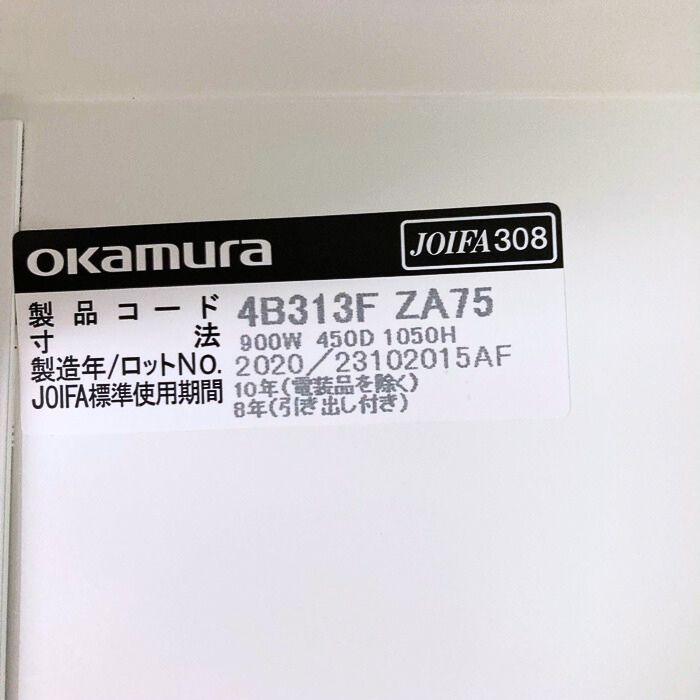 okamura JOIFA308
製品コード 4B313F ZA75
寸法 900W 450D 1050H
製造年/ロットNO. 2020/23102015AF
JOIFA標準使用期間 10年(電装品を除く)
8年(引き出し付き)